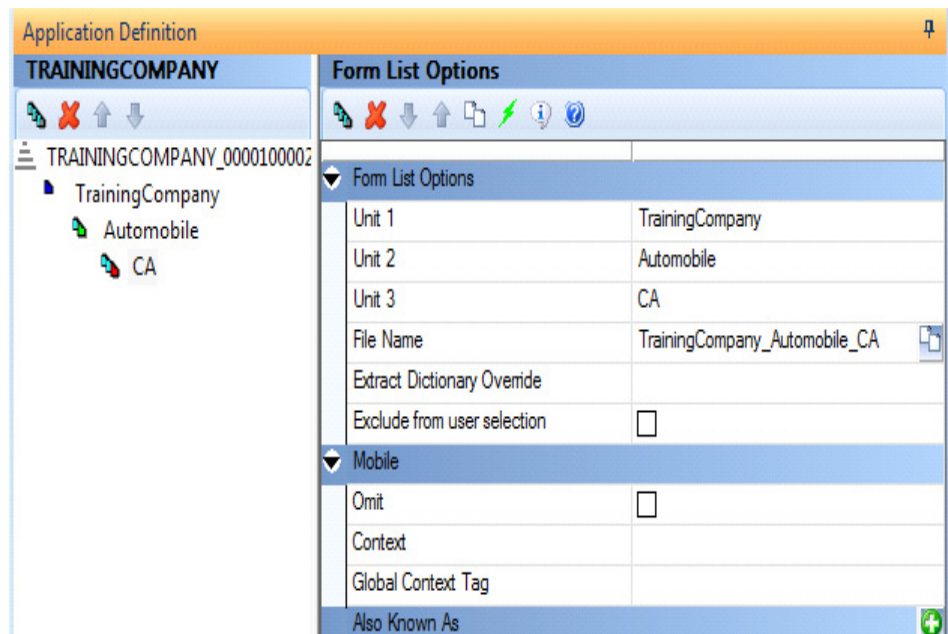 Application Definition
TRAININGCOMPANY
TRAININGCOMPANY_0000100002
TrainingCompany
Automobile
CA
Form List Options
Form List Options
Unit 1 TrainingCompany
Unit 2 Automobile
Unit 3 CA
File Name TrainingCompany_Automobile_CA
Extract Dictionary Override
Exclude from user selection
Mobile
Omit
Context
Global Context Tag
Also Known As